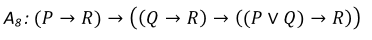 A₈: (P → R) → ((Q → R) → ((P ∨ Q) → R))